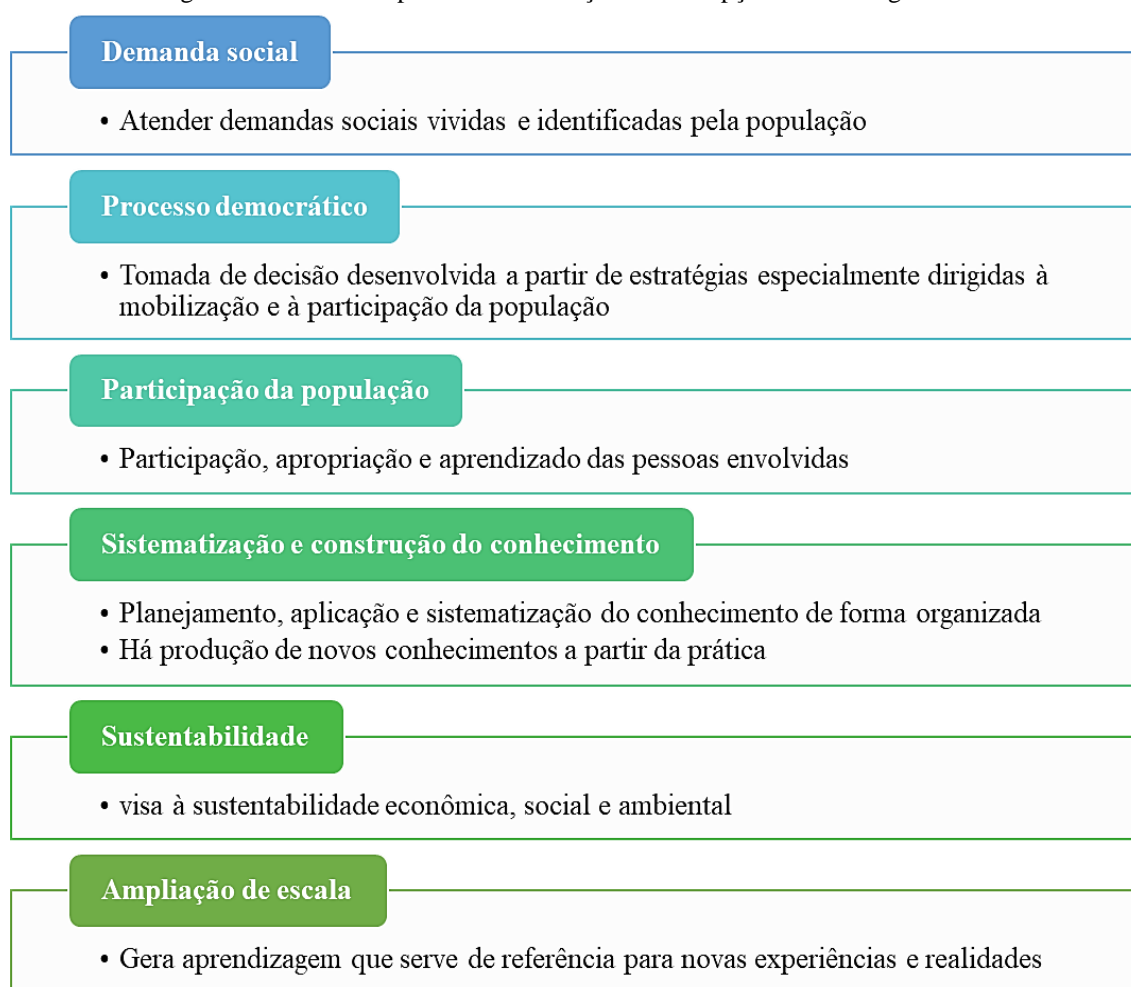 Demanda social
• Atender demandas sociais vividas e identificadas pela população
Processo democrático
• Tomada de decisão desenvolvida a partir de estratégias especialmente dirigidas à
mobilização e à participação da população
Participação da população
• Participação, apropriação e aprendizado das pessoas envolvidas
Sistematização e construção do conhecimento
• Planejamento, aplicação e sistematização do conhecimento de forma organizada
• Há produção de novos conhecimentos a partir da prática
Sustentabilidade
• visa à sustentabilidade econômica, social e ambiental
Ampliação de escala
• Gera aprendizagem que serve de referência para novas experiências e realidades